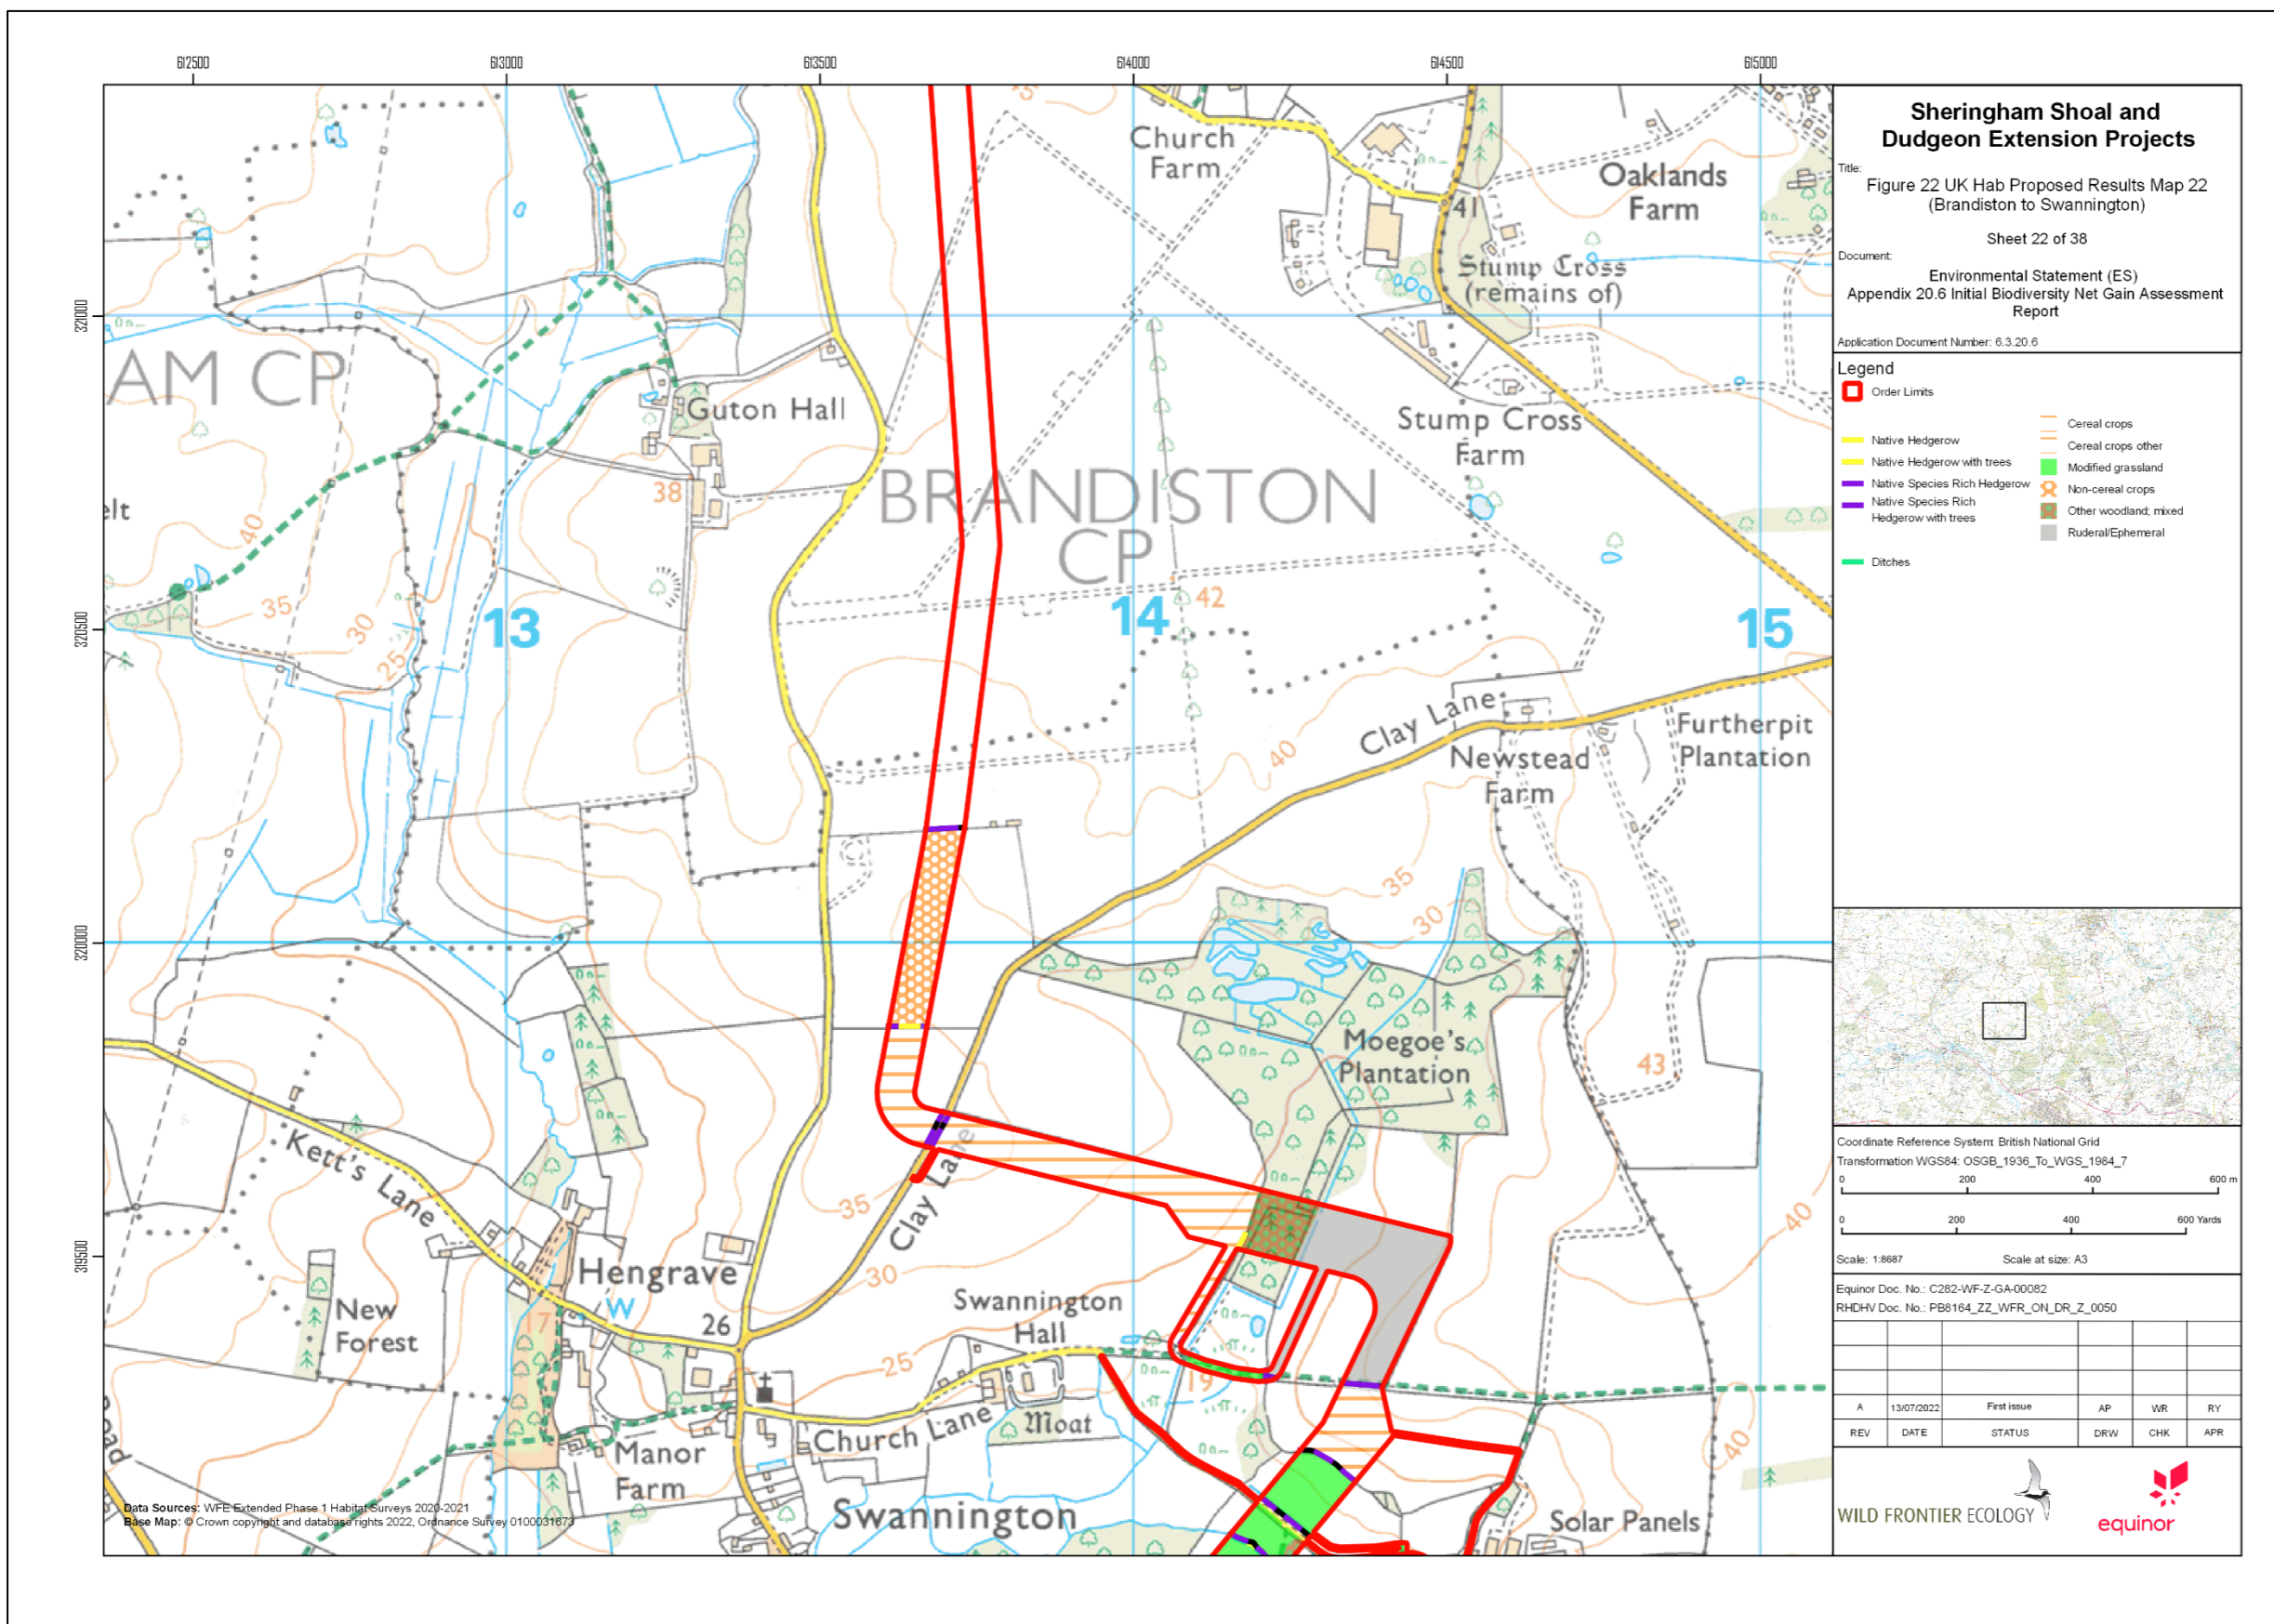 612500
613000
613500
614000
614500
615000
321000
320500
320000
319500
Church
Farm
Oaklands
Farm
41
Stump Cross
(remains of)
AM CP
Guton Hall
Stump Cross
Farm
38
BRANDISTON
CP
elt
40
35
30
25
13
14
42
15
Clay Lane
40
Newstead
Farm
Furtherpit
Plantation
35
30
Moegoe's
Plantation
43
Kett's Lane
Clay Lane
35
40
Hengrave
W
30
26
17
New
Forest
Swannington
Hall
25
19
Church Lane
Moat
Manor
Farm
40
Swannington
Solar Panels
oad
Data Sources: WFE Extended Phase 1 Habitat Surveys 2020-2021
Base Map: © Crown copyright and database rights 2022, Ordnance Survey 0100031673
Sheringham Shoal and
Dudgeon Extension Projects
Title:
Figure 22 UK Hab Proposed Results Map 22
(Brandiston to Swannington)
Sheet 22 of 38
Document:
Environmental Statement (ES)
Appendix 20.6 Initial Biodiversity Net Gain Assessment
Report
Application Document Number: 6.3.20.6
Legend
Order Limits
Native Hedgerow
Native Hedgerow with trees
Native Species Rich Hedgerow
Native Species Rich
Hedgerow with trees
Ditches
Cereal crops
Cereal crops other
Modified grassland
Non-cereal crops
Other woodland; mixed
Ruderal/Ephemeral
Coordinate Reference System: British National Grid
Transformation WGS84: OSGB_1936_To_WGS_1984_7
0 200 400 600 m
0 200 400 600 Yards
Scale: 1:8687 Scale at size: A3
Equinor Doc. No.: C282-WF-Z-GA-00082
RHDHV Doc. No.: PB8164_ZZ_WFR_ON_DR_Z_0050
A 13/07/2022 First issue AP WR RY
REV DATE STATUS DRW CHK APR
WILD FRONTIER ECOLOGY
equinor